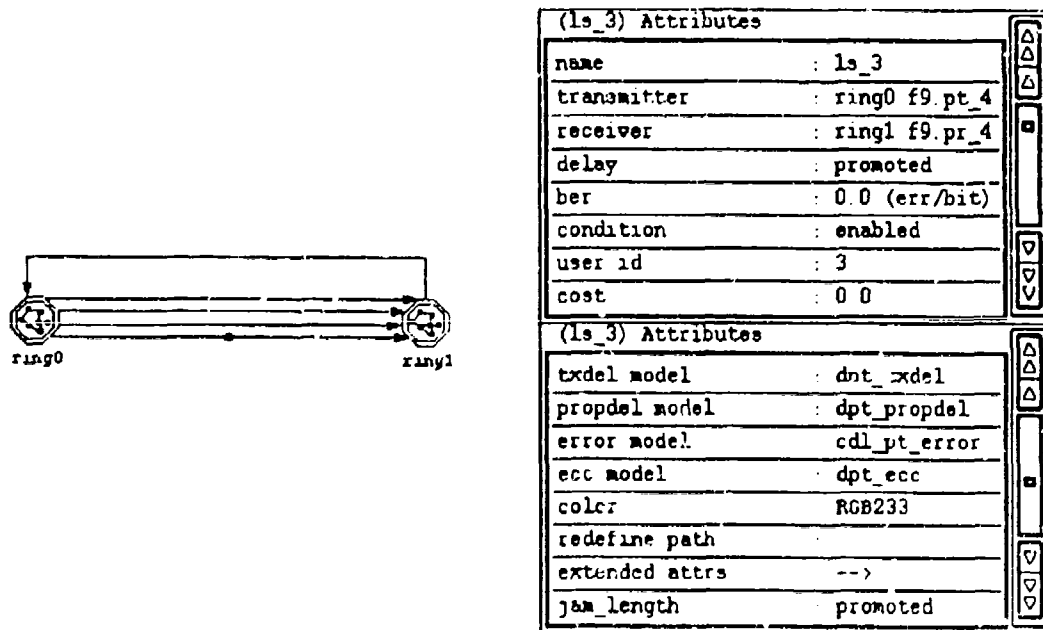 (ls_3) Attributes
name : ls_3
transmitter : ring0 f9.pt_4
receiver : ring1 f9.pr_4
delay : promoted
ber : 0.0 (err/bit)
condition : enabled
user id : 3
cost : 0 0
ring0
ring1
(ls_3) Attributes
txdel model :
propdel model : dpt_propdel
error model cdl_pt_error
ecc model : dpt_ecc
color RGB233
redefine path :
extended attrs -->
jam_length promoted